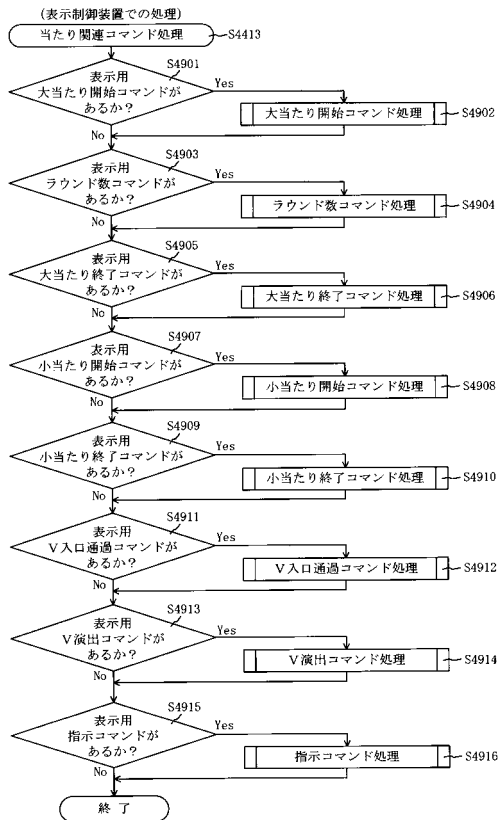 (表示制御装置での処理)
当たり関連コマンド処理
S4413
S4901
表示用
大当たり開始コマンドが
あるか?
Yes
大当たり開始コマンド処理
S4902
No
S4903
表示用
ラウンド数コマンドが
あるか?
Yes
ラウンド数コマンド処理
S4904
No
S4905
表示用
大当たり終了コマンドが
あるか?
Yes
大当たり終了コマンド処理
S4906
No
S4907
表示用
小当たり開始コマンドが
あるか?
Yes
小当たり開始コマンド処理
S4908
No
S4909
表示用
小当たり終了コマンドが
あるか?
Yes
小当たり終了コマンド処理
S4910
No
S4911
表示用
V入口通過コマンドが
あるか?
Yes
V入口通過コマンド処理
S4912
No
S4913
表示用
V演出コマンドが
あるか?
Yes
V演出コマンド処理
S4914
No
S4915
表示用
指示コマンドが
あるか?
Yes
指示コマンド処理
S4916
No
終了